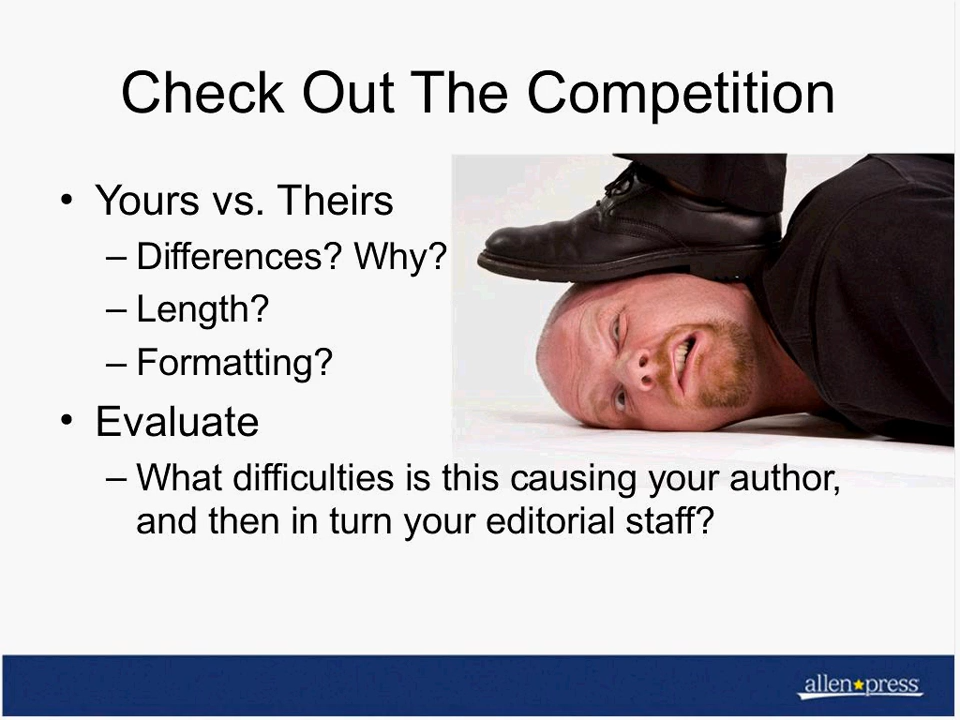 Check Out The Competition
• Yours vs. Theirs
– Differences? Why?
– Length?
– Formatting?
• Evaluate
– What difficulties is this causing your author,
and then in turn your editorial staff?
allen★press